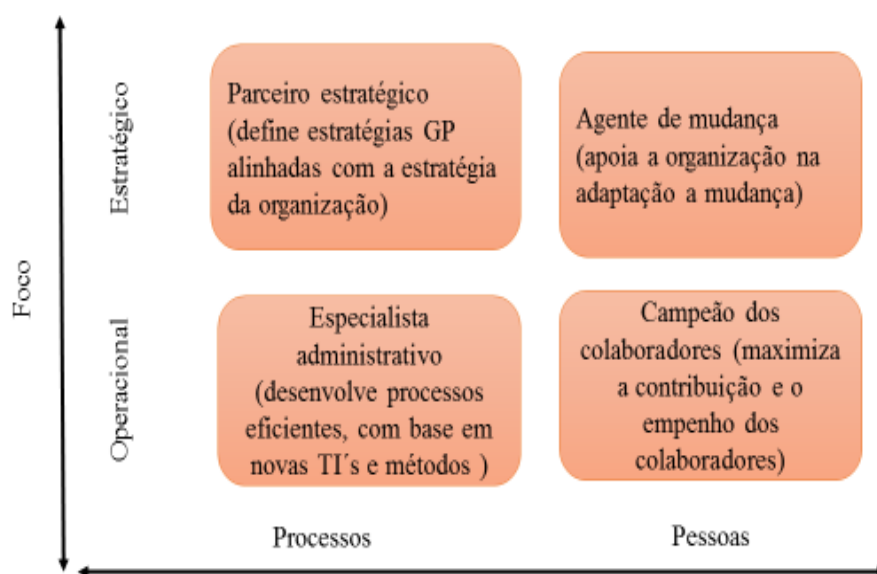 Foco
Estratégico
Parceiro estratégico
(define estratégias GP
alinhadas com a estratégia
da organização)
Agente de mudança
(apoia a organização na
adaptação a mudança)
Operacional
Especialista
administrativo
(desenvolve processos
eficientes, com base em
novas TI´s e métodos )
Campeão dos
colaboradores (maximiza
a contribuição e o
empenho dos
colaboradores)
Processos
Pessoas